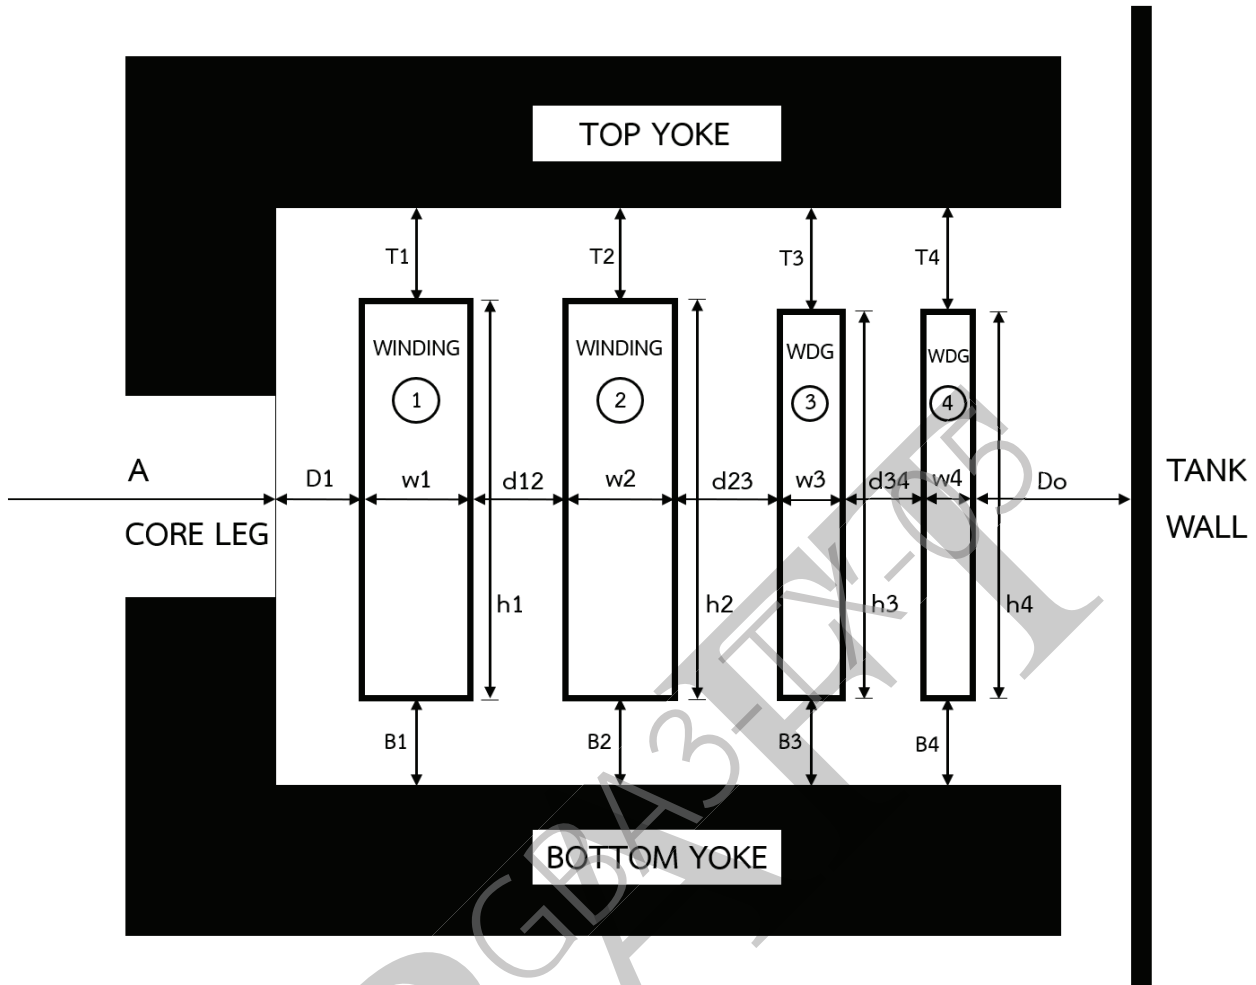 TOP YOKE
T1
T2
T3
T4
WINDING
WINDING
WDG
WDG
1
2
3
4
A
D1
w1
d12
w2
d23
w3
d34
w4
Do
TANK
CORE LEG
WALL
h1
h2
h3
h4
B1
B2
B3
B4
BOTTOM YOKE